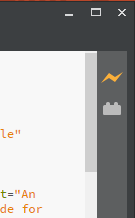 le"
t="An
de for